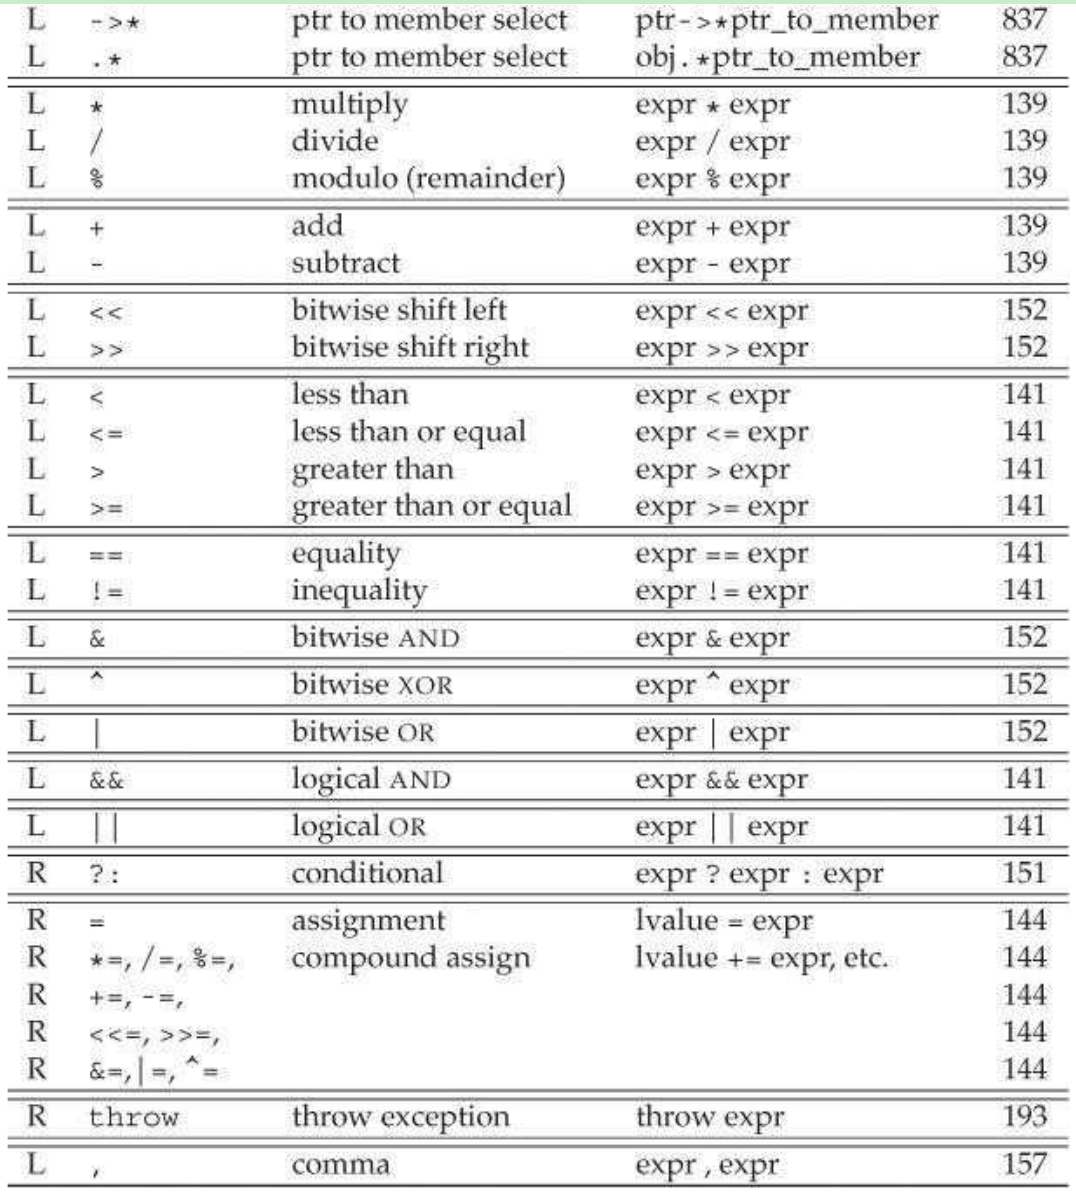 L ->* ptr to member select ptr->*ptr_to_member 837
L .* ptr to member select obj.*ptr_to_member 837
L * multiply expr * expr 139
L / divide expr / expr 139
L % modulo (remainder) expr % expr 139
L + add expr + expr 139
L - subtract expr - expr 139
L << bitwise shift left expr << expr 152
L >> bitwise shift right expr >> expr 152
L < less than expr < expr 141
L <= less than or equal expr <= expr 141
L > greater than expr > expr 141
L >= greater than or equal expr >= expr 141
L == equality expr == expr 141
L != inequality expr != expr 141
L & bitwise AND expr & expr 152
L ^ bitwise XOR expr ^ expr 152
L | bitwise OR expr | expr 152
L && logical AND expr && expr 141
L || logical OR expr || expr 141
R ?: conditional expr ? expr : expr 151
R = assignment lvalue = expr 144
R *=, /=, %=, compound assign lvalue += expr, etc. 144
R +=, -=, 144
R <<=, >>=, 144
R &=,|=, ^= 144
R throw throw exception throw expr 193
L , comma expr , expr 157